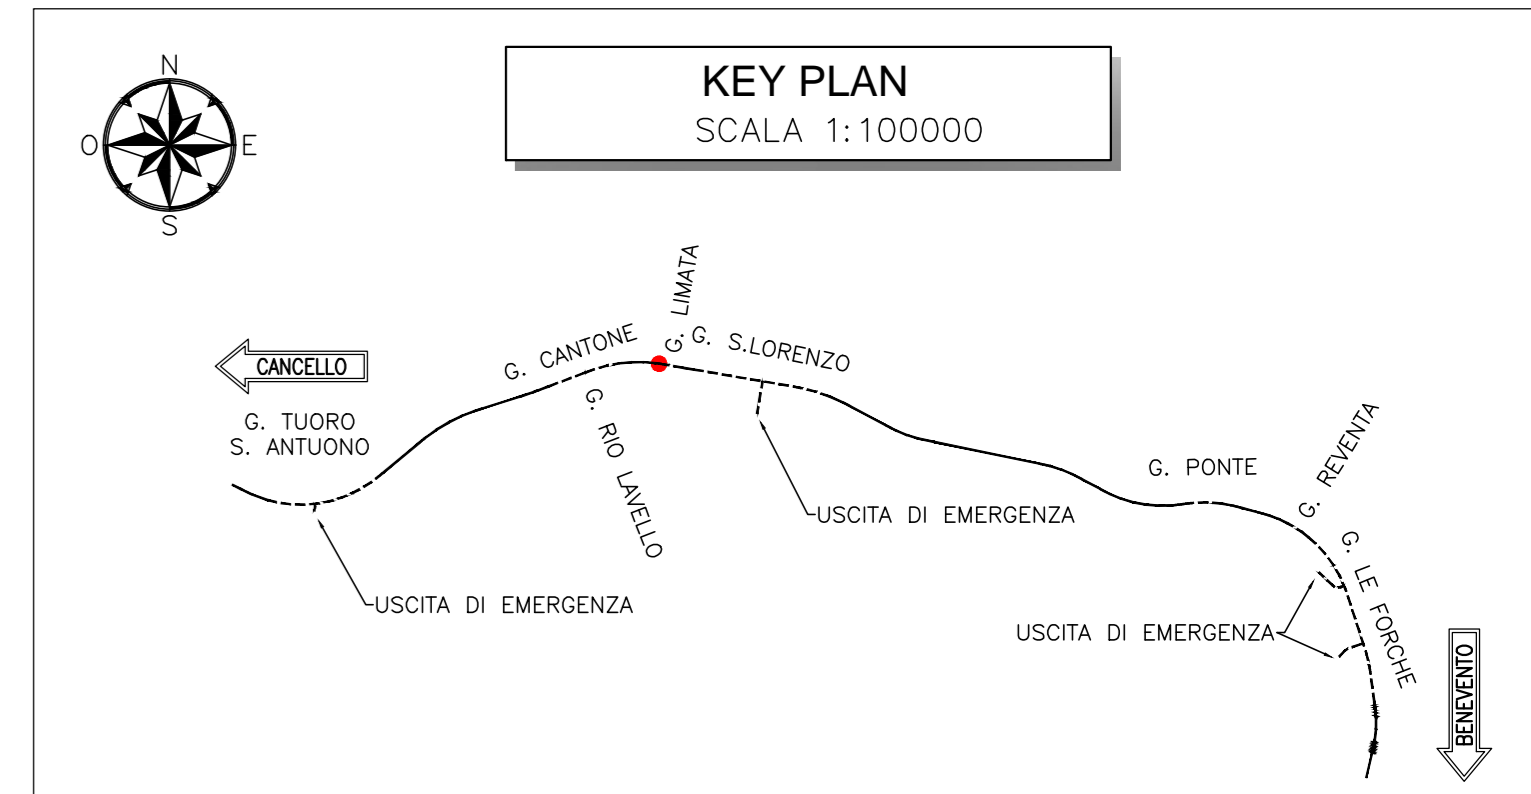 N
KEY PLAN
SCALA 1:100000
O
E
S
G. LIMATA
G. CANTONE
G. S.LORENZO
CANCELLO
G. TUORO
S. ANTUONO
G. RIO LAVELLO
G. PONTE
G. REVENTA
USCITA DI EMERGENZA
G. LE FORCHE
USCITA DI EMERGENZA
USCITA DI EMERGENZA
BENEVENTO